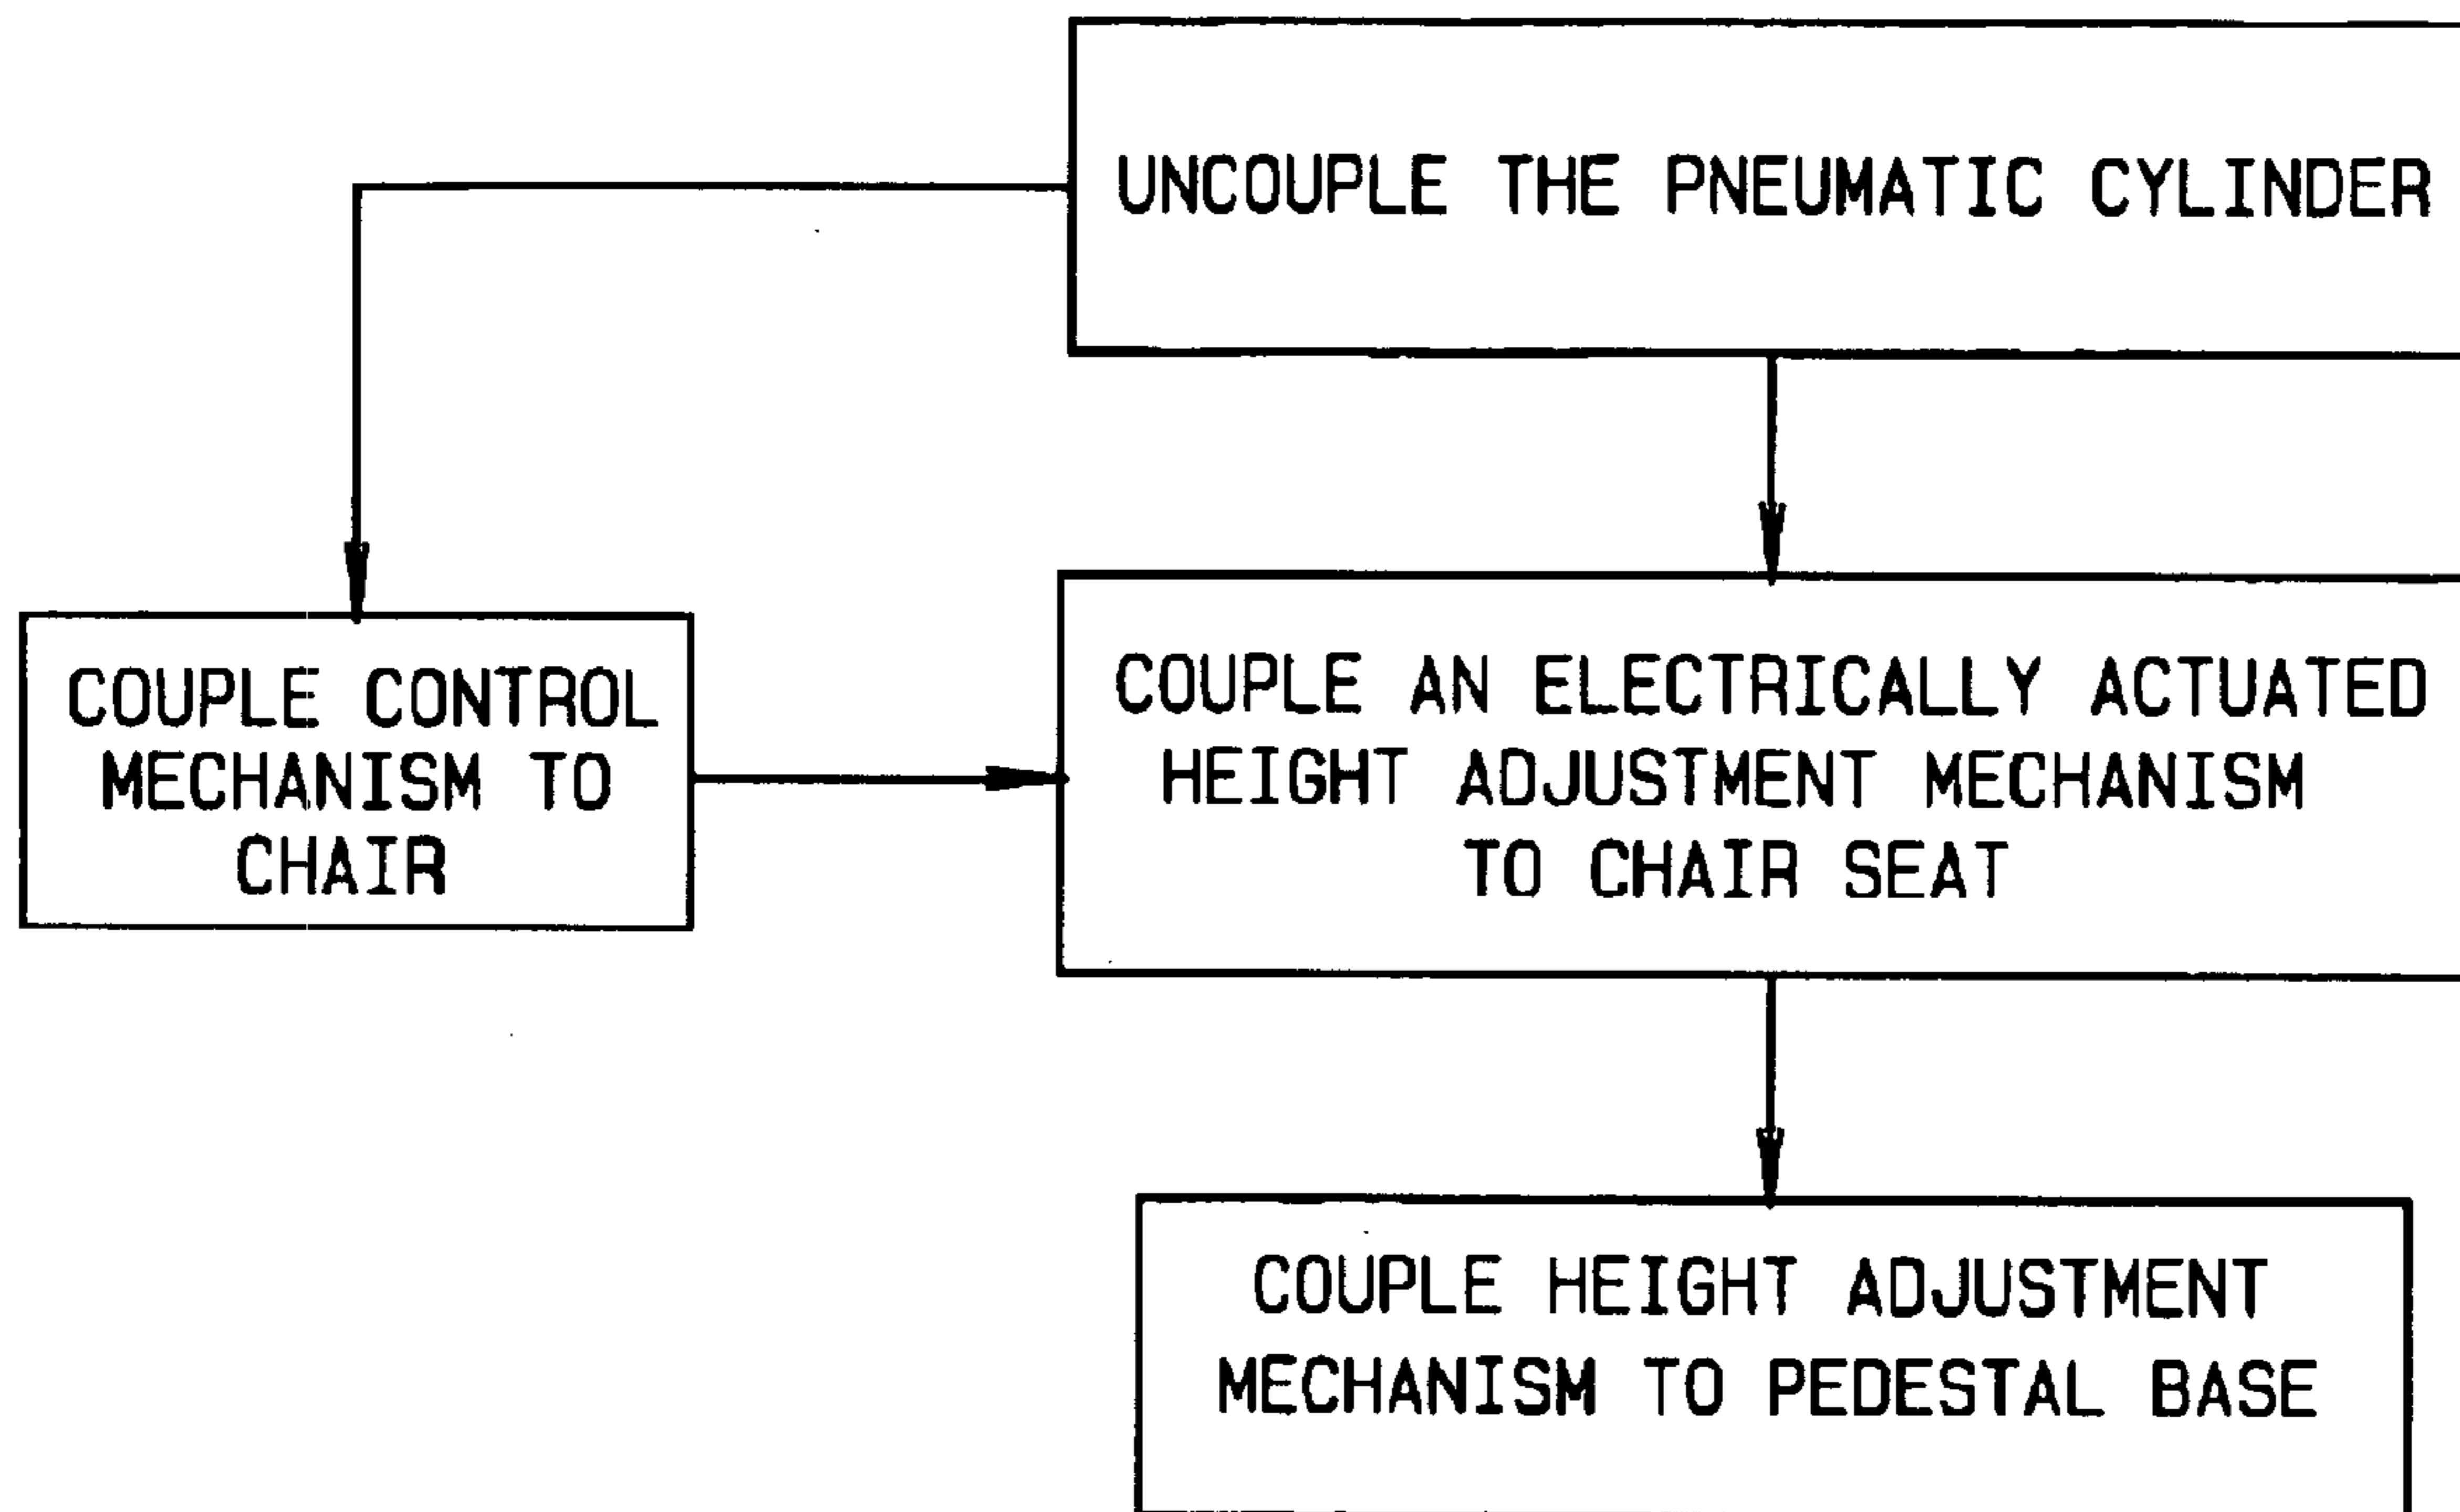 UNCOUPLE THE PNEUMATIC CYLINDER
COUPLE CONTROL
MECHANISM TO
CHAIR
COUPLE AN ELECTRICALLY ACTUATED
HEIGHT ADJUSTMENT MECHANISM
TO CHAIR SEAT
COUPLE HEIGHT ADJUSTMENT
MECHANISM TO PEDESTAL BASE